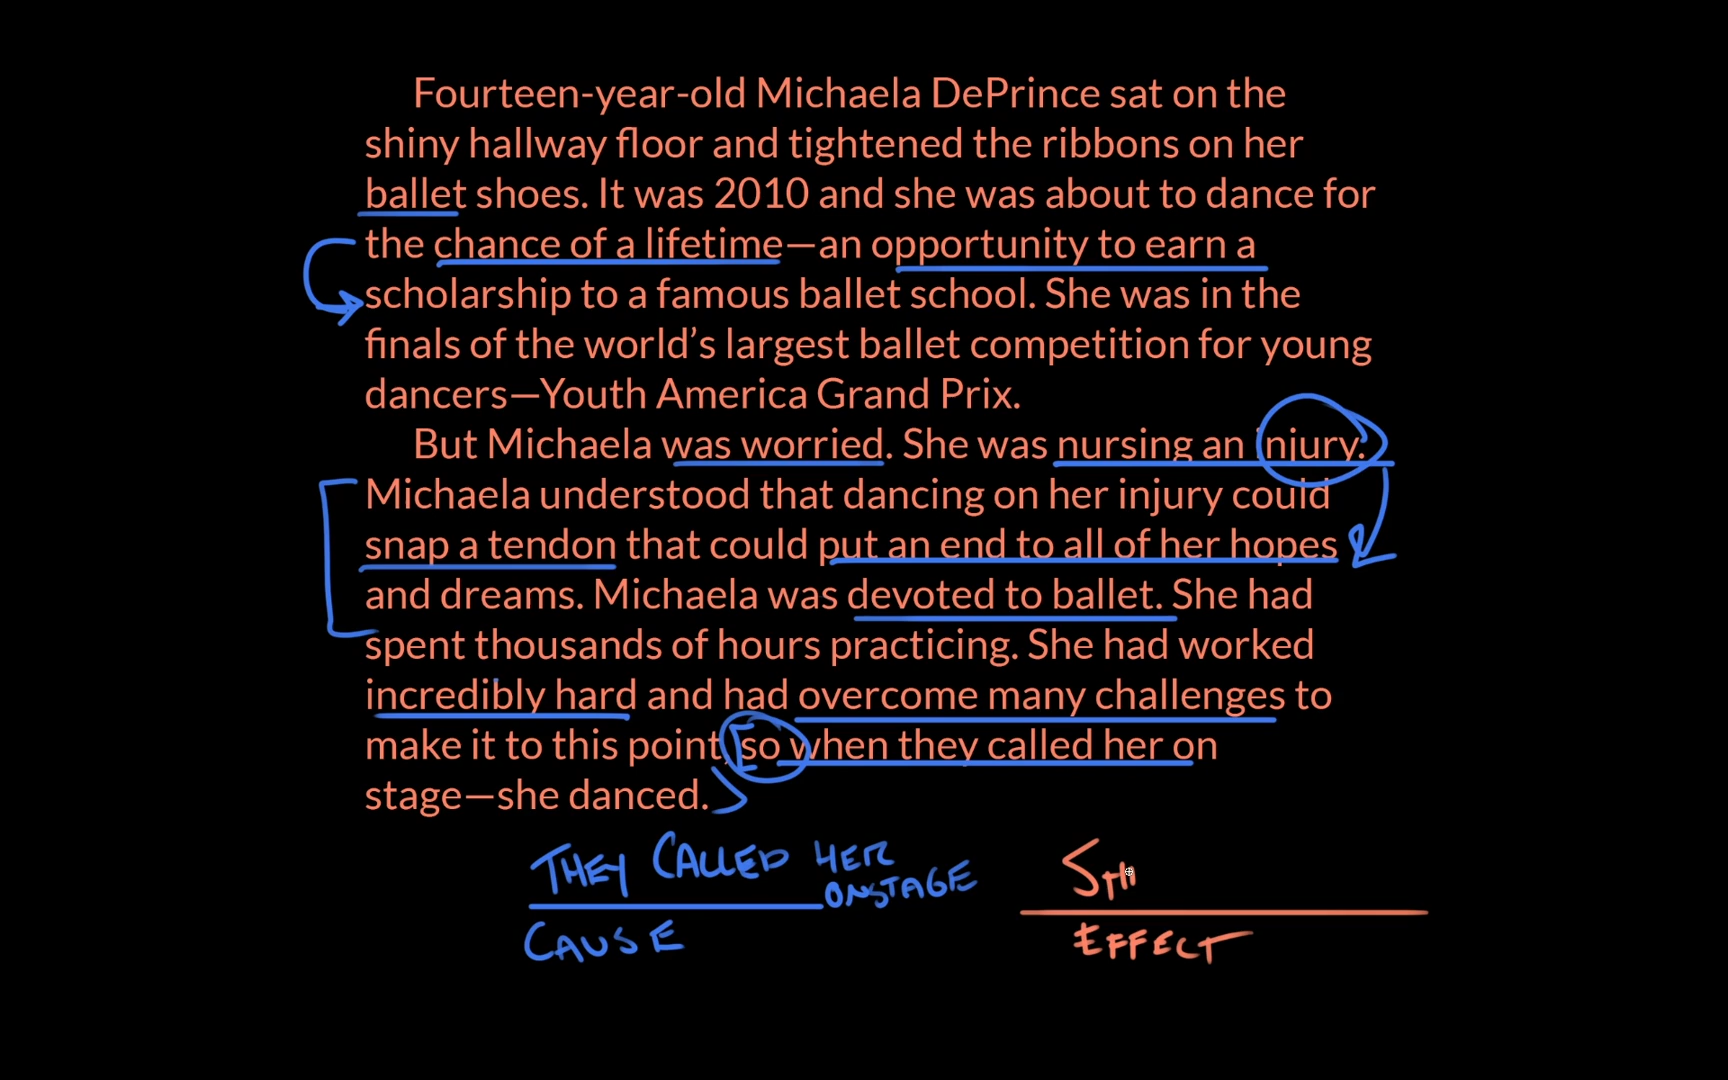 Fourteen-year-old Michaela DePrince sat on the
shiny hallway floor and tightened the ribbons on her
ballet shoes. It was 2010 and she was about to dance for
the chance of a lifetime—an opportunity to earn a
scholarship to a famous ballet school. She was in the
finals of the world’s largest ballet competition for young
dancers—Youth America Grand Prix.
But Michaela was worried. She was nursing an injury.
Michaela understood that dancing on her injury could
snap a tendon that could put an end to all of her hopes
and dreams. Michaela was devoted to ballet. She had
spent thousands of hours practicing. She had worked
incredibly hard and had overcome many challenges to
make it to this point, so when they called her on
stage—she danced.
THEY CALLED HER
ONSTAGE
CAUSE
EFFECT